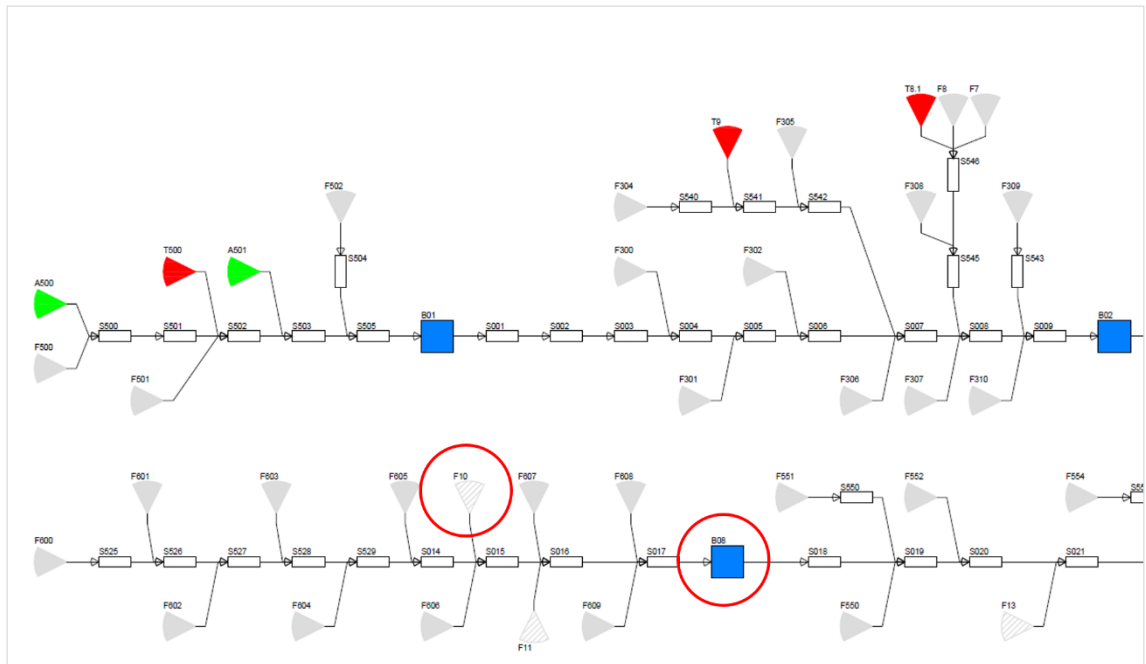 T8.1 F8 F7
T9 F305
S546
F502 F304 S540 S541 S542 F308 F309
T500 A501 S504 F300 F302 S545 S543
A500
S500 S501 S502 S503 S505 B01 S001 S002 S003 S004 S005 S006 S007 S008 S009 B02
F500
F501 F301 F306 F307 F310
F601 F603 F605 F10 F607 F608 F551 S550 F552 F554 S55
F600 S525 S526 S527 S528 S529 S014 S015 S016 S017 B08 S018 S019 S020 S021
F602 F604 F606 F609 F550 F13
F11